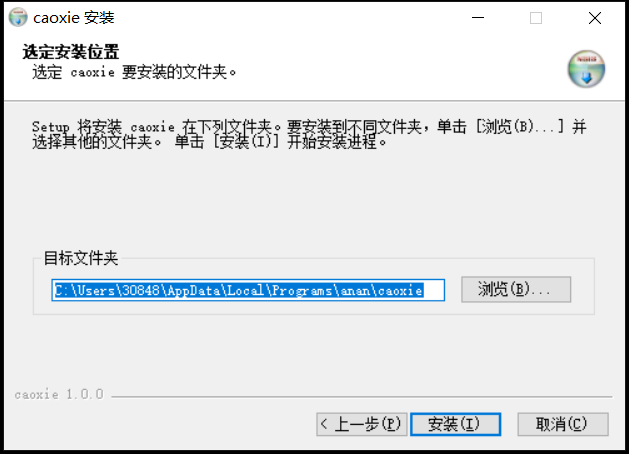 caoxie 安装
选定安装位置
选定 caoxie 要安装的文件夹。
Setup 将安装 caoxie 在下列文件夹。要安装到不同文件夹，单击 [浏览(B)...] 并
选择其他的文件夹。 单击 [安装(I)] 开始安装进程。
目标文件夹
C:\Users\30848\AppData\Local\Programs\anan\caoxie
浏览(B)...
caoxie 1.0.0
< 上一步(P)
安装(I)
取消(C)